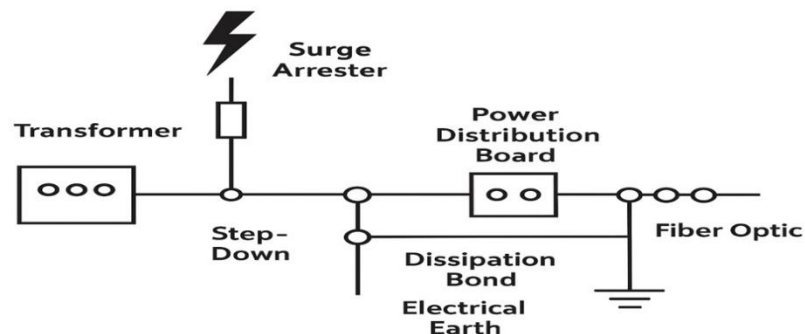 Surge
Arrester
Transformer
Power
Distribution
Board
Step-
Down
Fiber Optic
Dissipation
Bond
Electrical
Earth